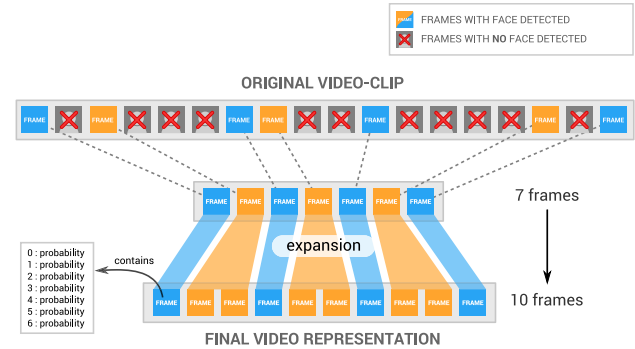 FRAMES WITH FACE DETECTED
FRAMES WITH NO FACE DETECTED
ORIGINAL VIDEO-CLIP
FRAME FRAME FRAME FRAME FRAME FRAME FRAME
FRAME FRAME FRAME FRAME FRAME FRAME FRAME
7 frames
expansion
0 : probability
1 : probability
2 : probability
3 : probability
4 : probability
5 : probability
6 : probability
contains
FRAME FRAME FRAME FRAME FRAME FRAME FRAME FRAME FRAME FRAME
10 frames
FINAL VIDEO REPRESENTATION